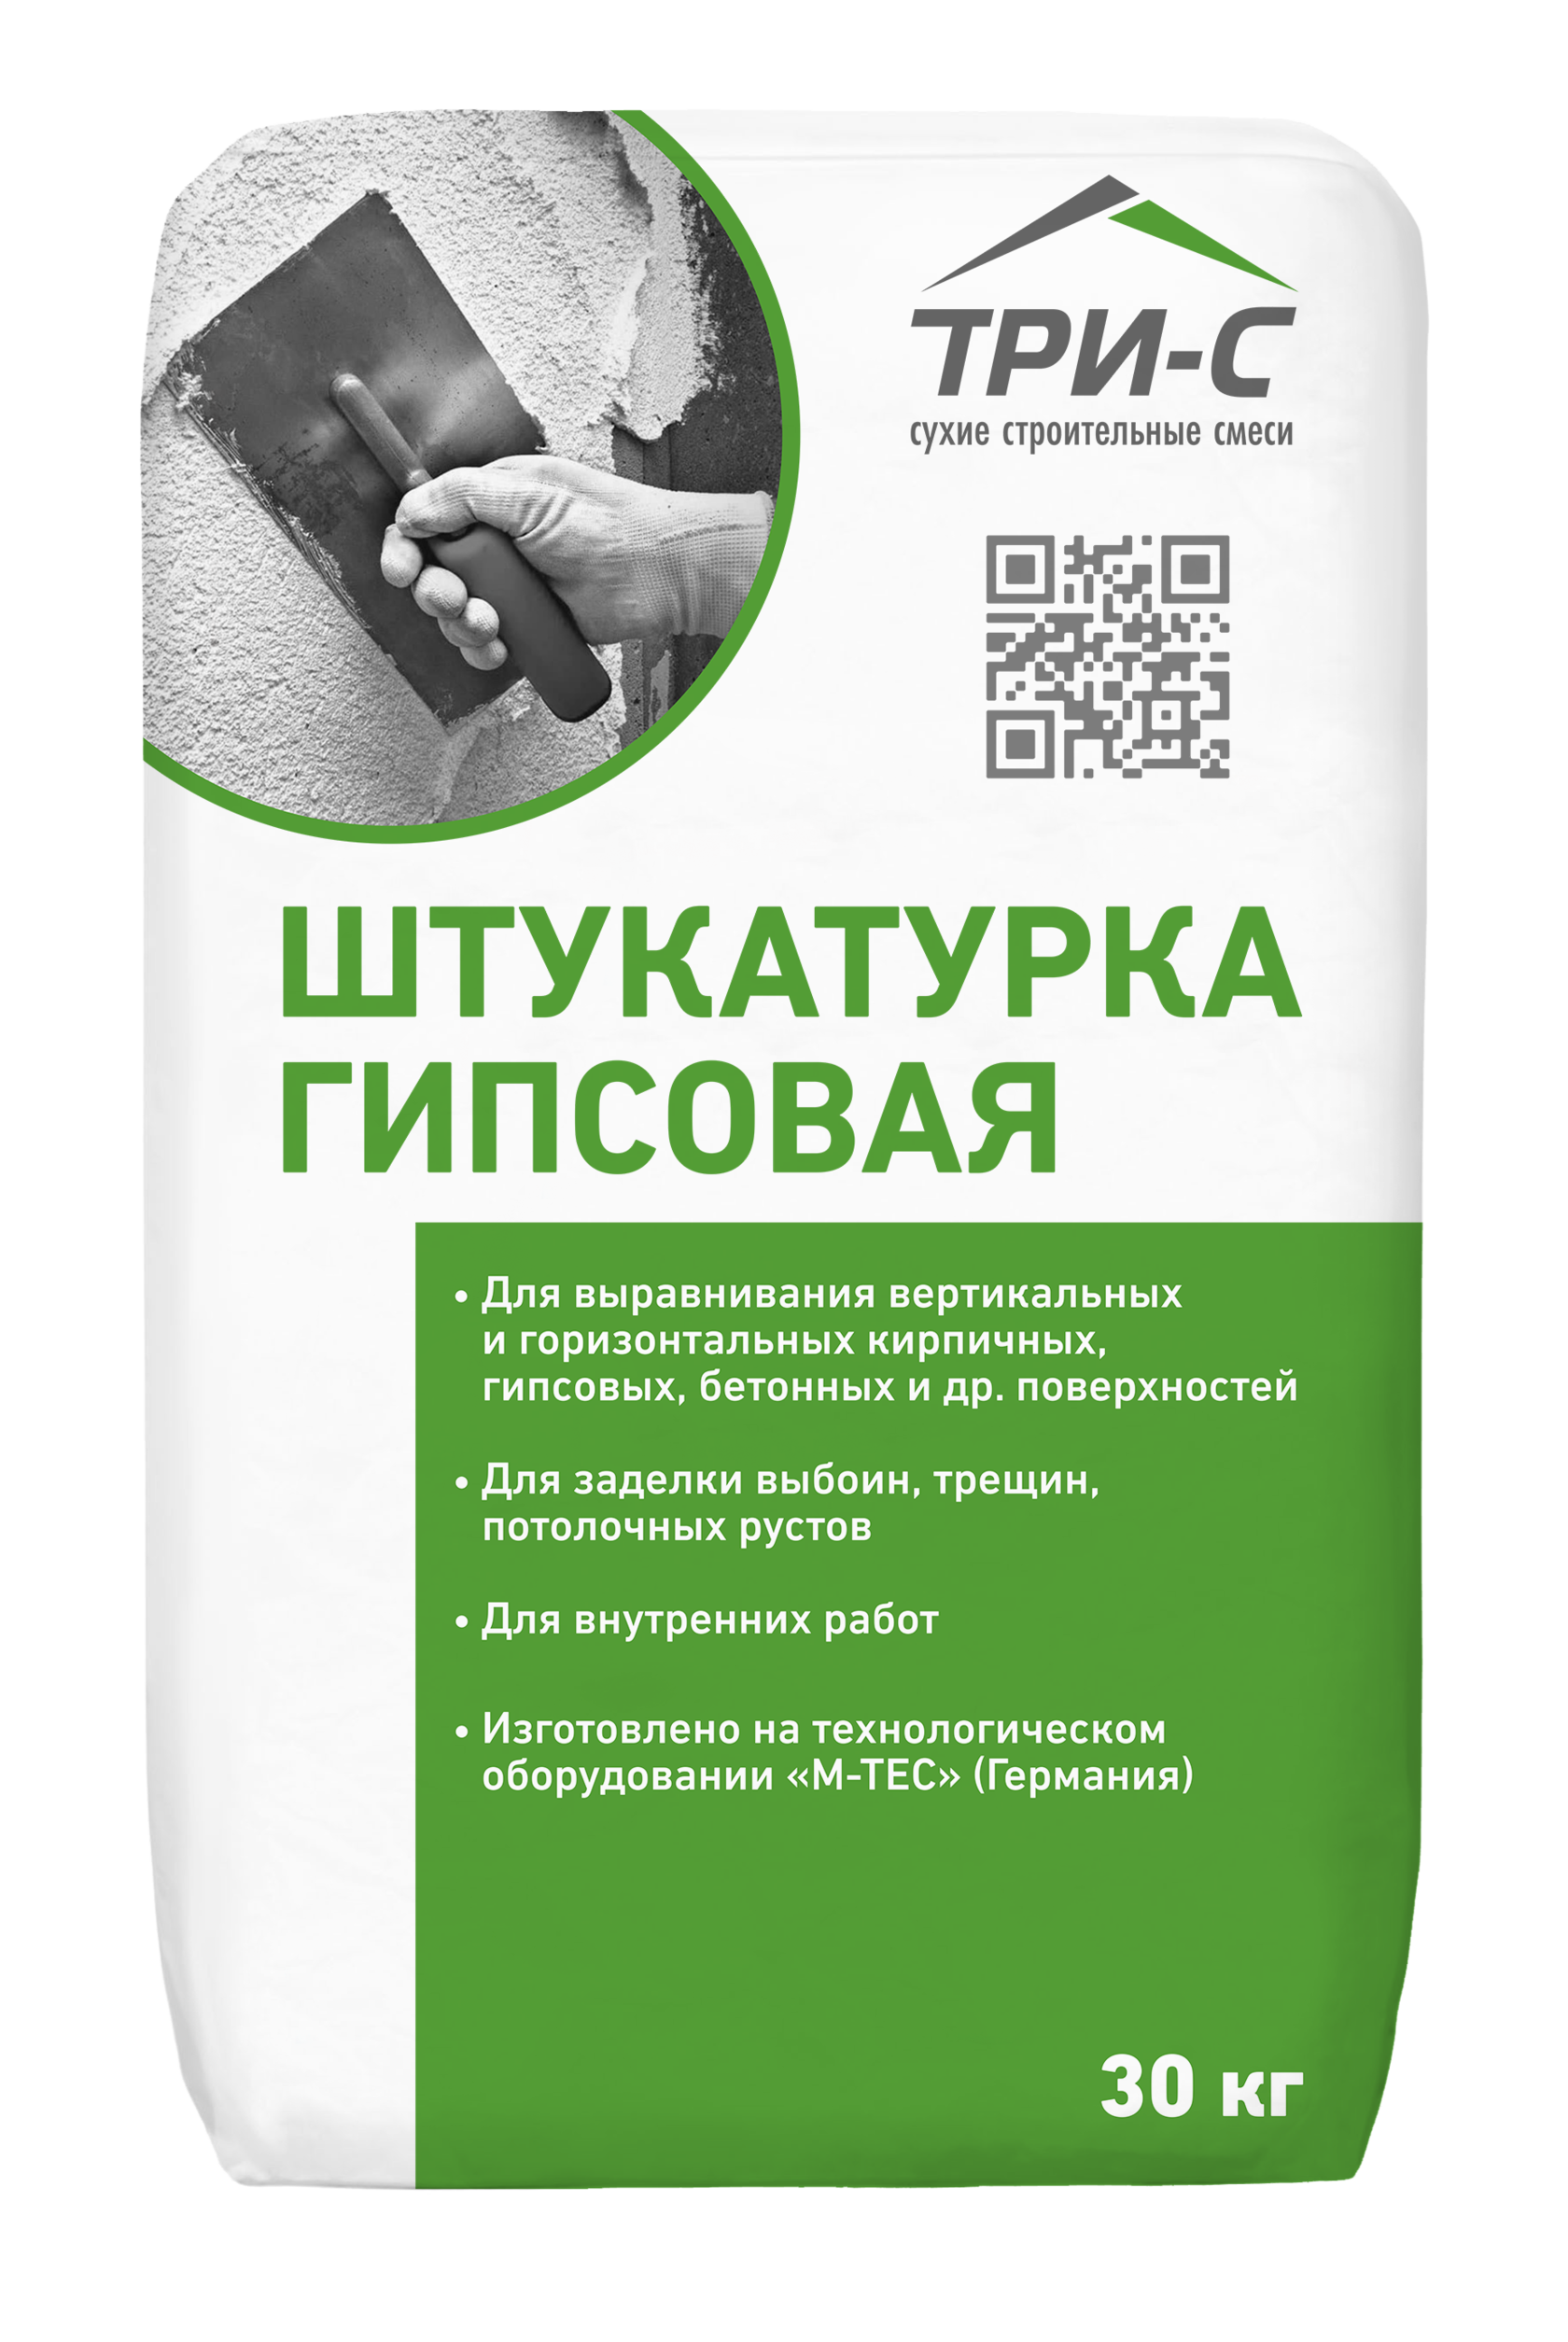 ТРИ-С
сухие строительные смеси
ШТУКАТУРКА
ГИПСОВАЯ
• Для выравнивания вертикальных
и горизонтальных кирпичных,
гипсовых, бетонных и др. поверхностей
• Для заделки выбоин, трещин,
потолочных рустов
• Для внутренних работ
• Изготовлено на технологическом
оборудовании «M-TEC» (Германия)
30 кг